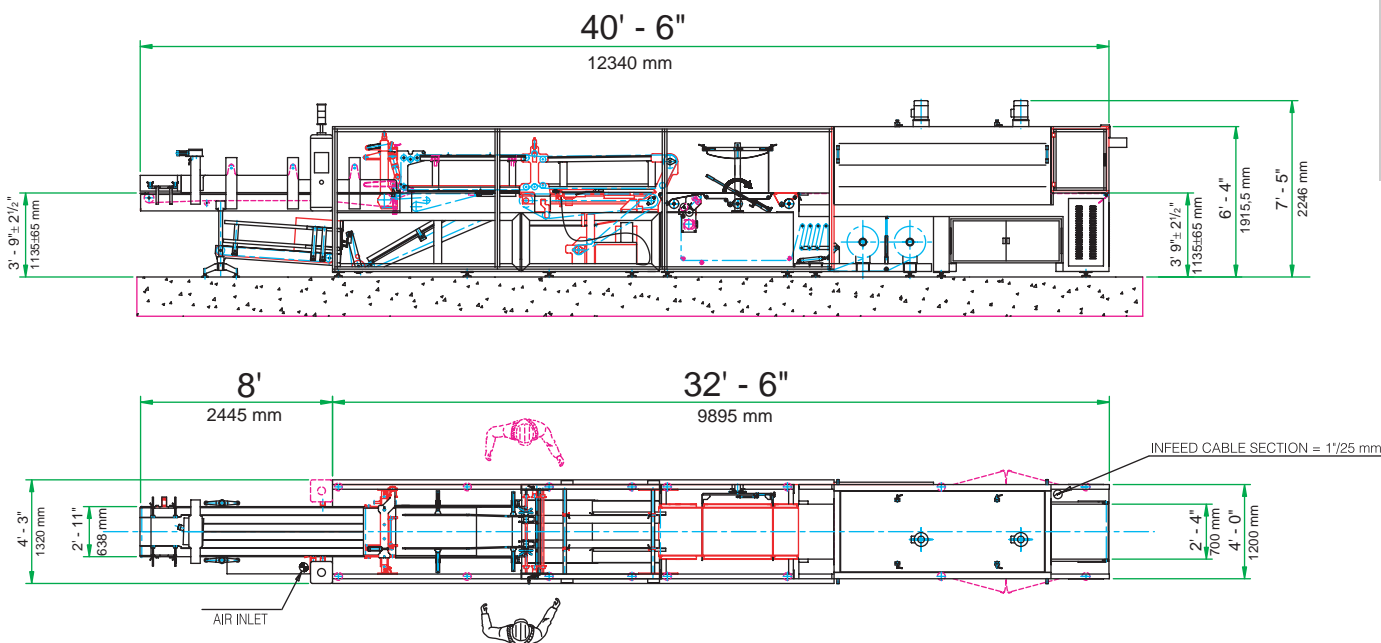 40' - 6"
12340 mm
3' - 9"± 2½"
1135±65 mm
3' 9"± 2½"
1135±65 mm
6' - 4"
1915,5 mm
7' - 5"
2246 mm
8'
2445 mm
32' - 6"
9895 mm
INFEED CABLE SECTION = 1"/25 mm
4' - 3"
1320 mm
2' - 11"
638 mm
2' - 4"
700 mm
4' - 0"
1200 mm
AIR INLET